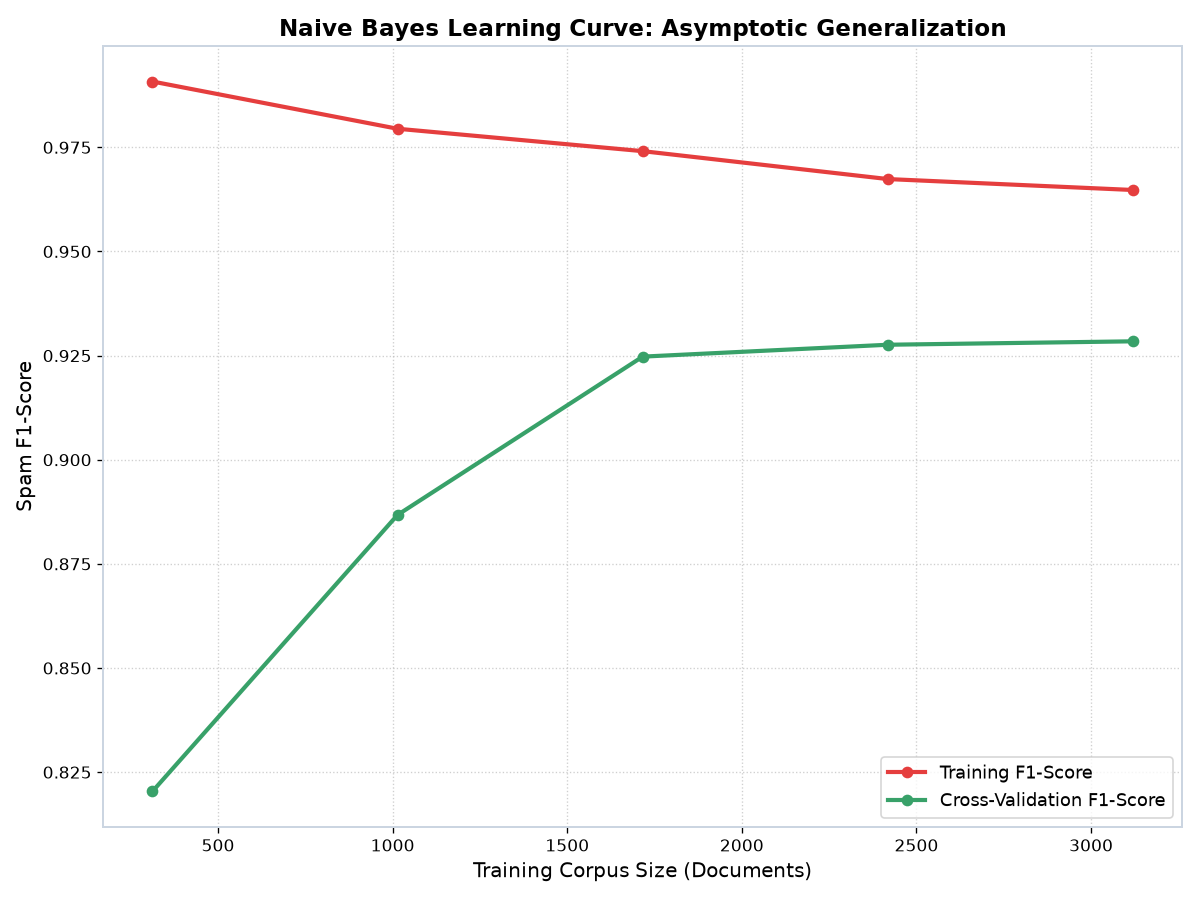 Naive Bayes Learning Curve: Asymptotic Generalization
0.975
0.950
0.925
0.900
0.875
0.850
0.825
Spam F1-Score
Training F1-Score
Cross-Validation F1-Score
500
1000
1500
2000
2500
3000
Training Corpus Size (Documents)